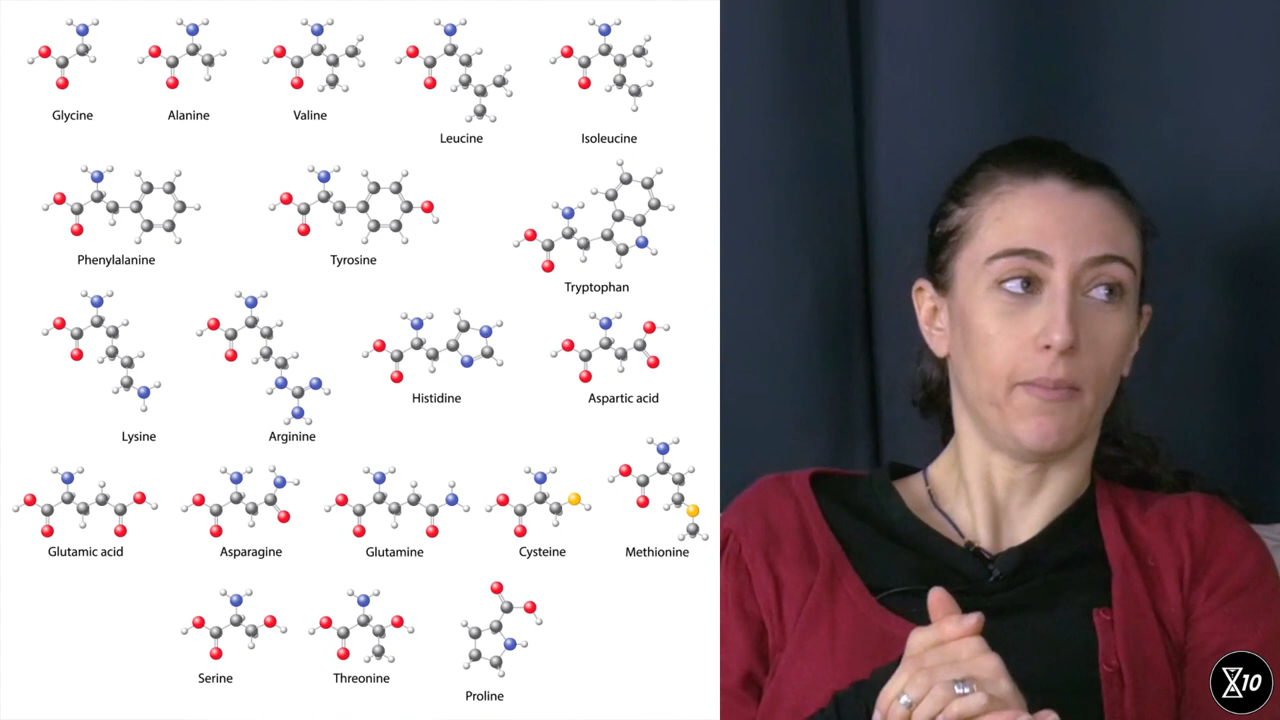 Glycine
Alanine
Valine
Leucine
Isoleucine
Phenylalanine
Tyrosine
Tryptophan
Lysine
Arginine
Histidine
Aspartic acid
Glutamic acid
Asparagine
Glutamine
Cysteine
Methionine
Serine
Threonine
Proline
10